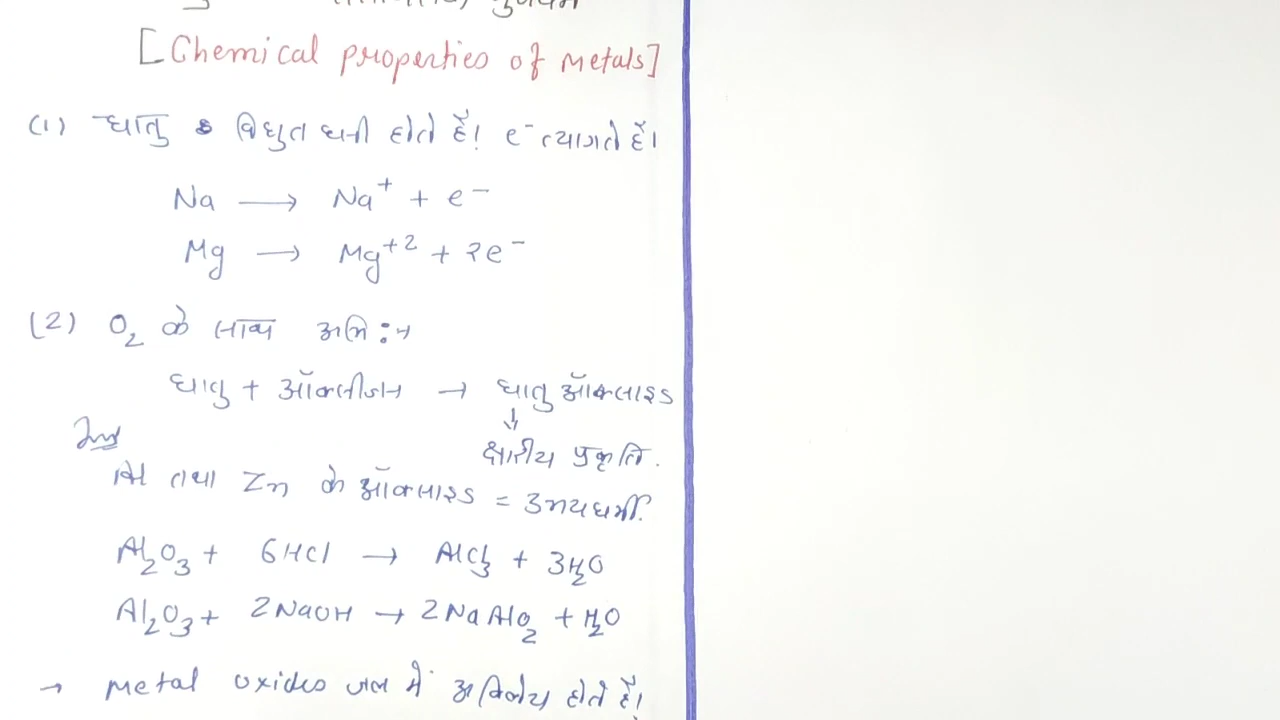 [Chemical properties of metals]
(1) धातु विद्युत धनी होते हैं। e⁻ त्यागते हैं।
Na → Na⁺ + e⁻
Mg → Mg⁺² + 2e⁻
(2) O₂ के साथ अभि :न
धातु + ऑक्सीजन → धातु ऑक्साइड
↓
क्षारीय प्रकृति.
Al तथा Zn के ऑक्साइड = उभयधर्मी.
Al₂O₃ + 6HCl → AlCl₃ + 3H₂O
Al₂O₃ + 2NaOH → 2NaAlO₂ + H₂O
→ Metal oxides जल में अविलेय होते हैं।